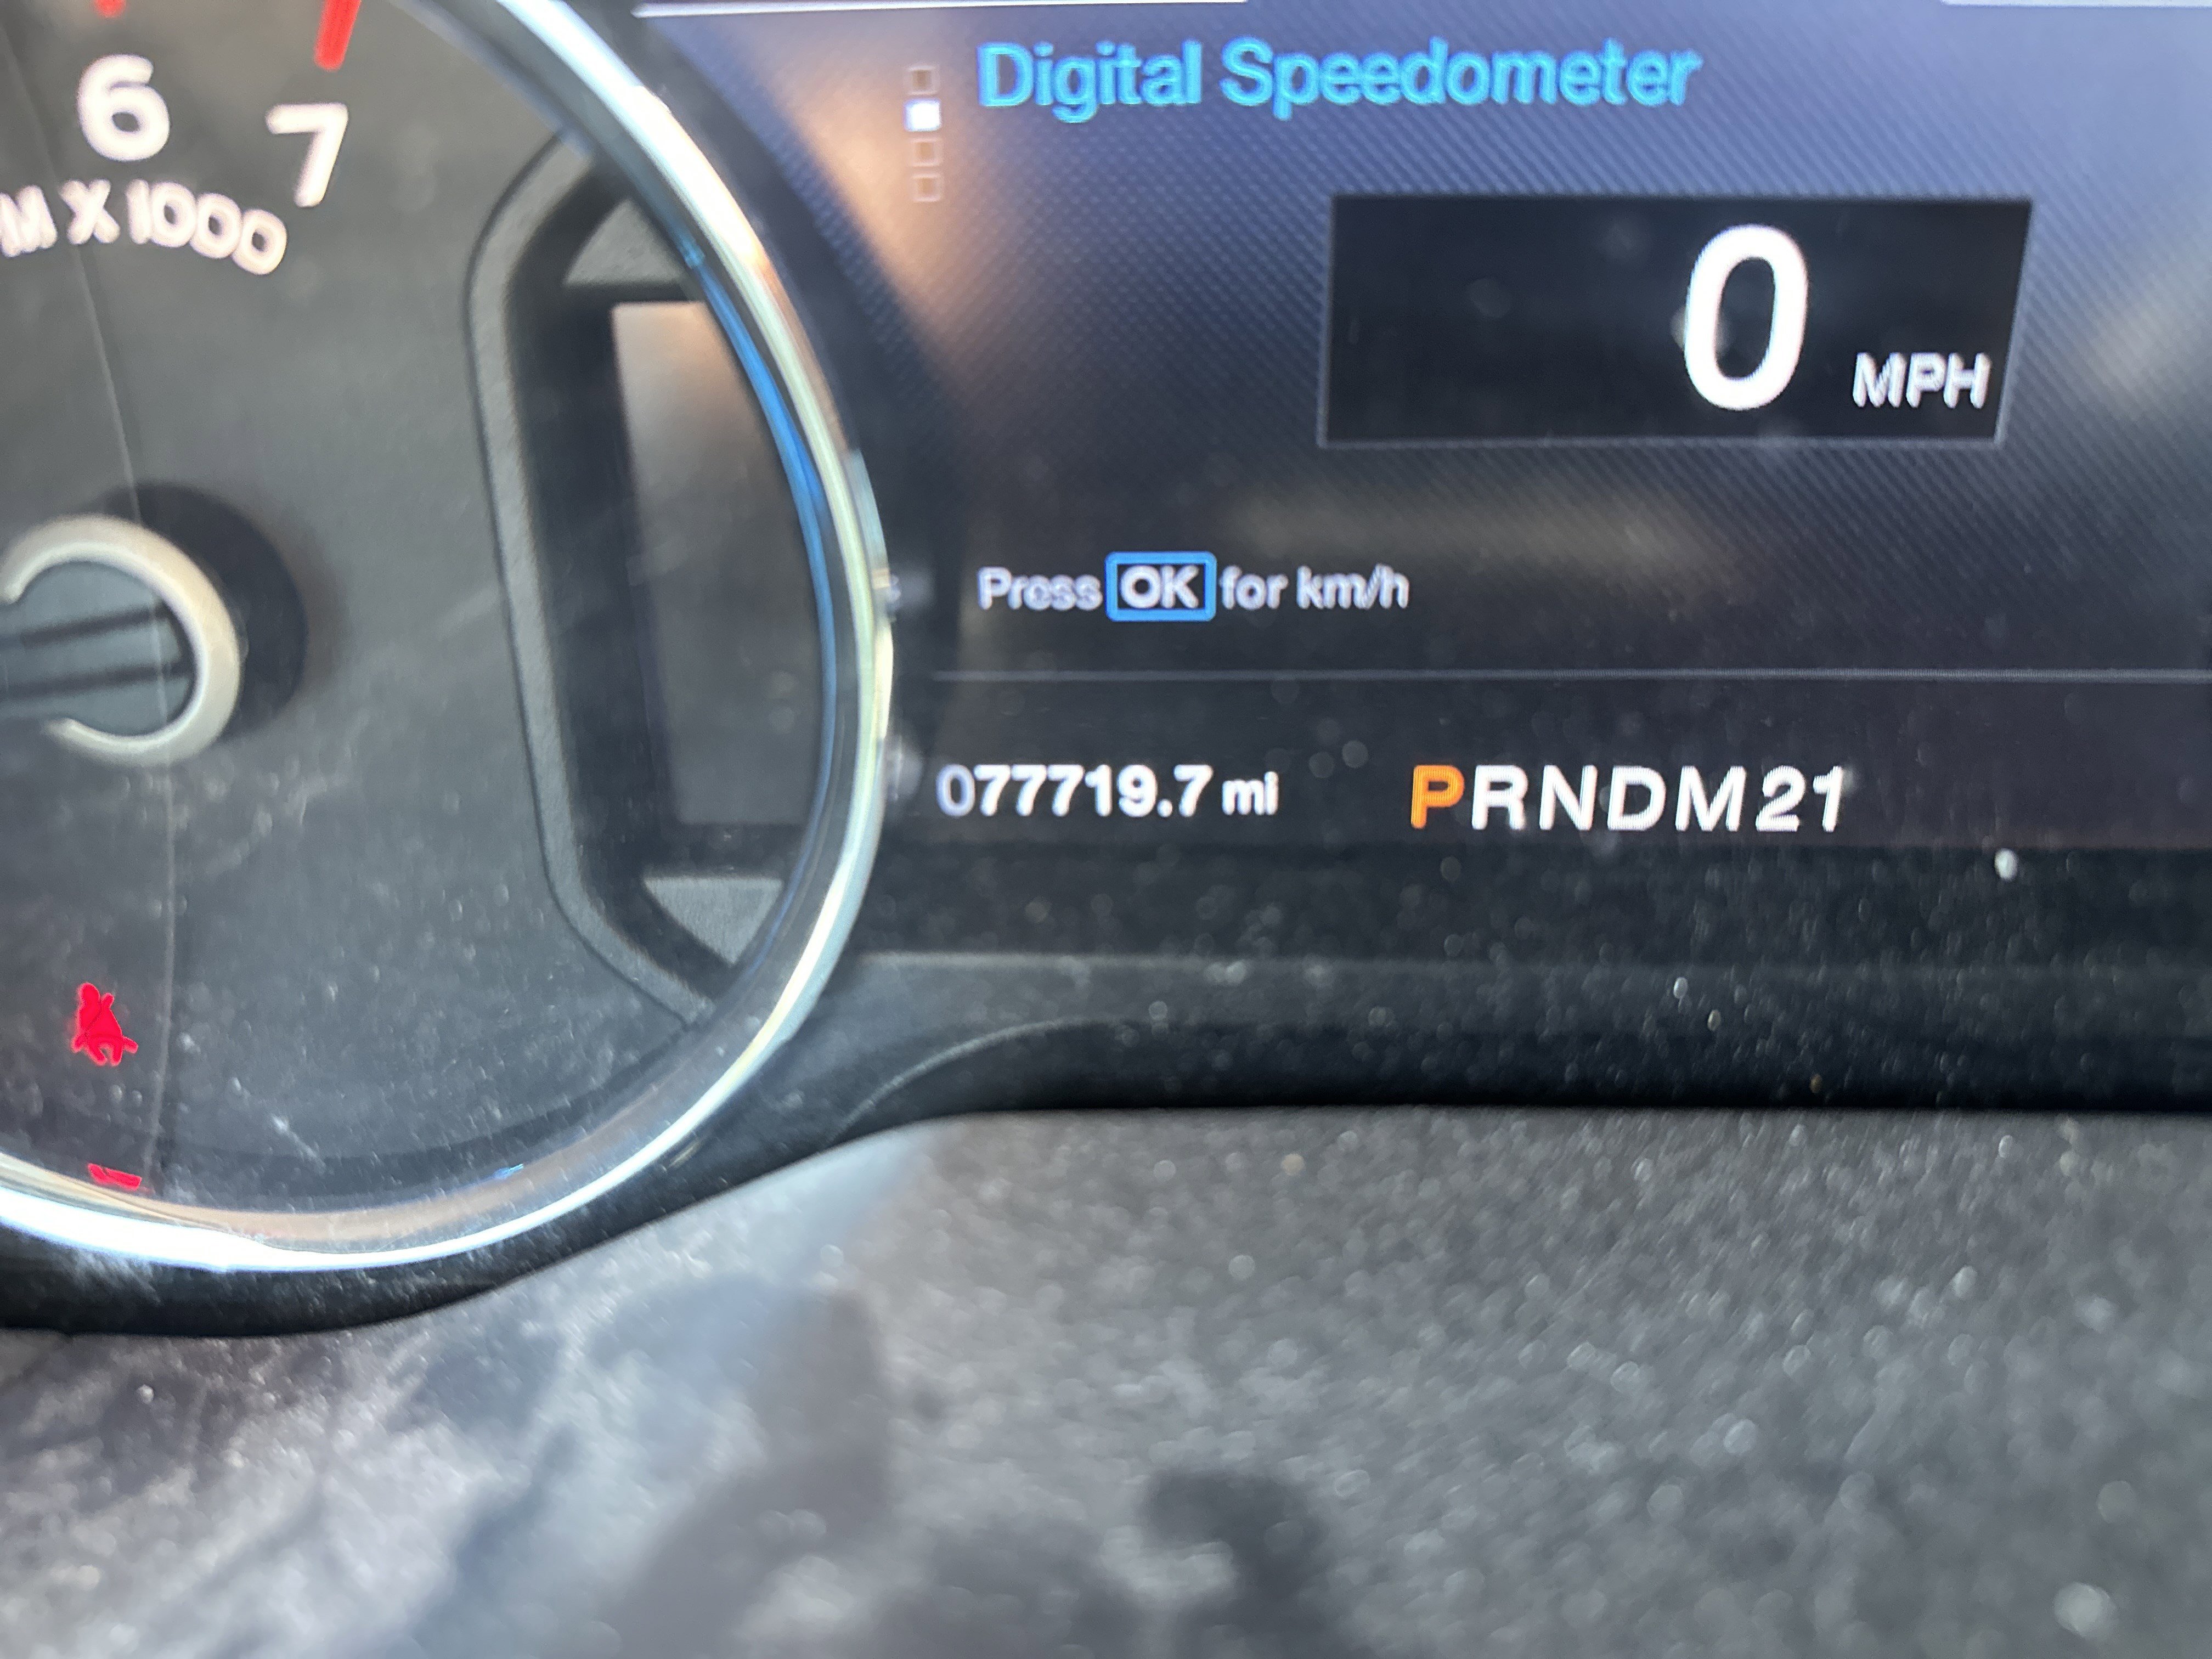 6
7
M X 1000
Digital Speedometer
0 MPH
Press OK for km/h
077719.7 mi
PRNDM21